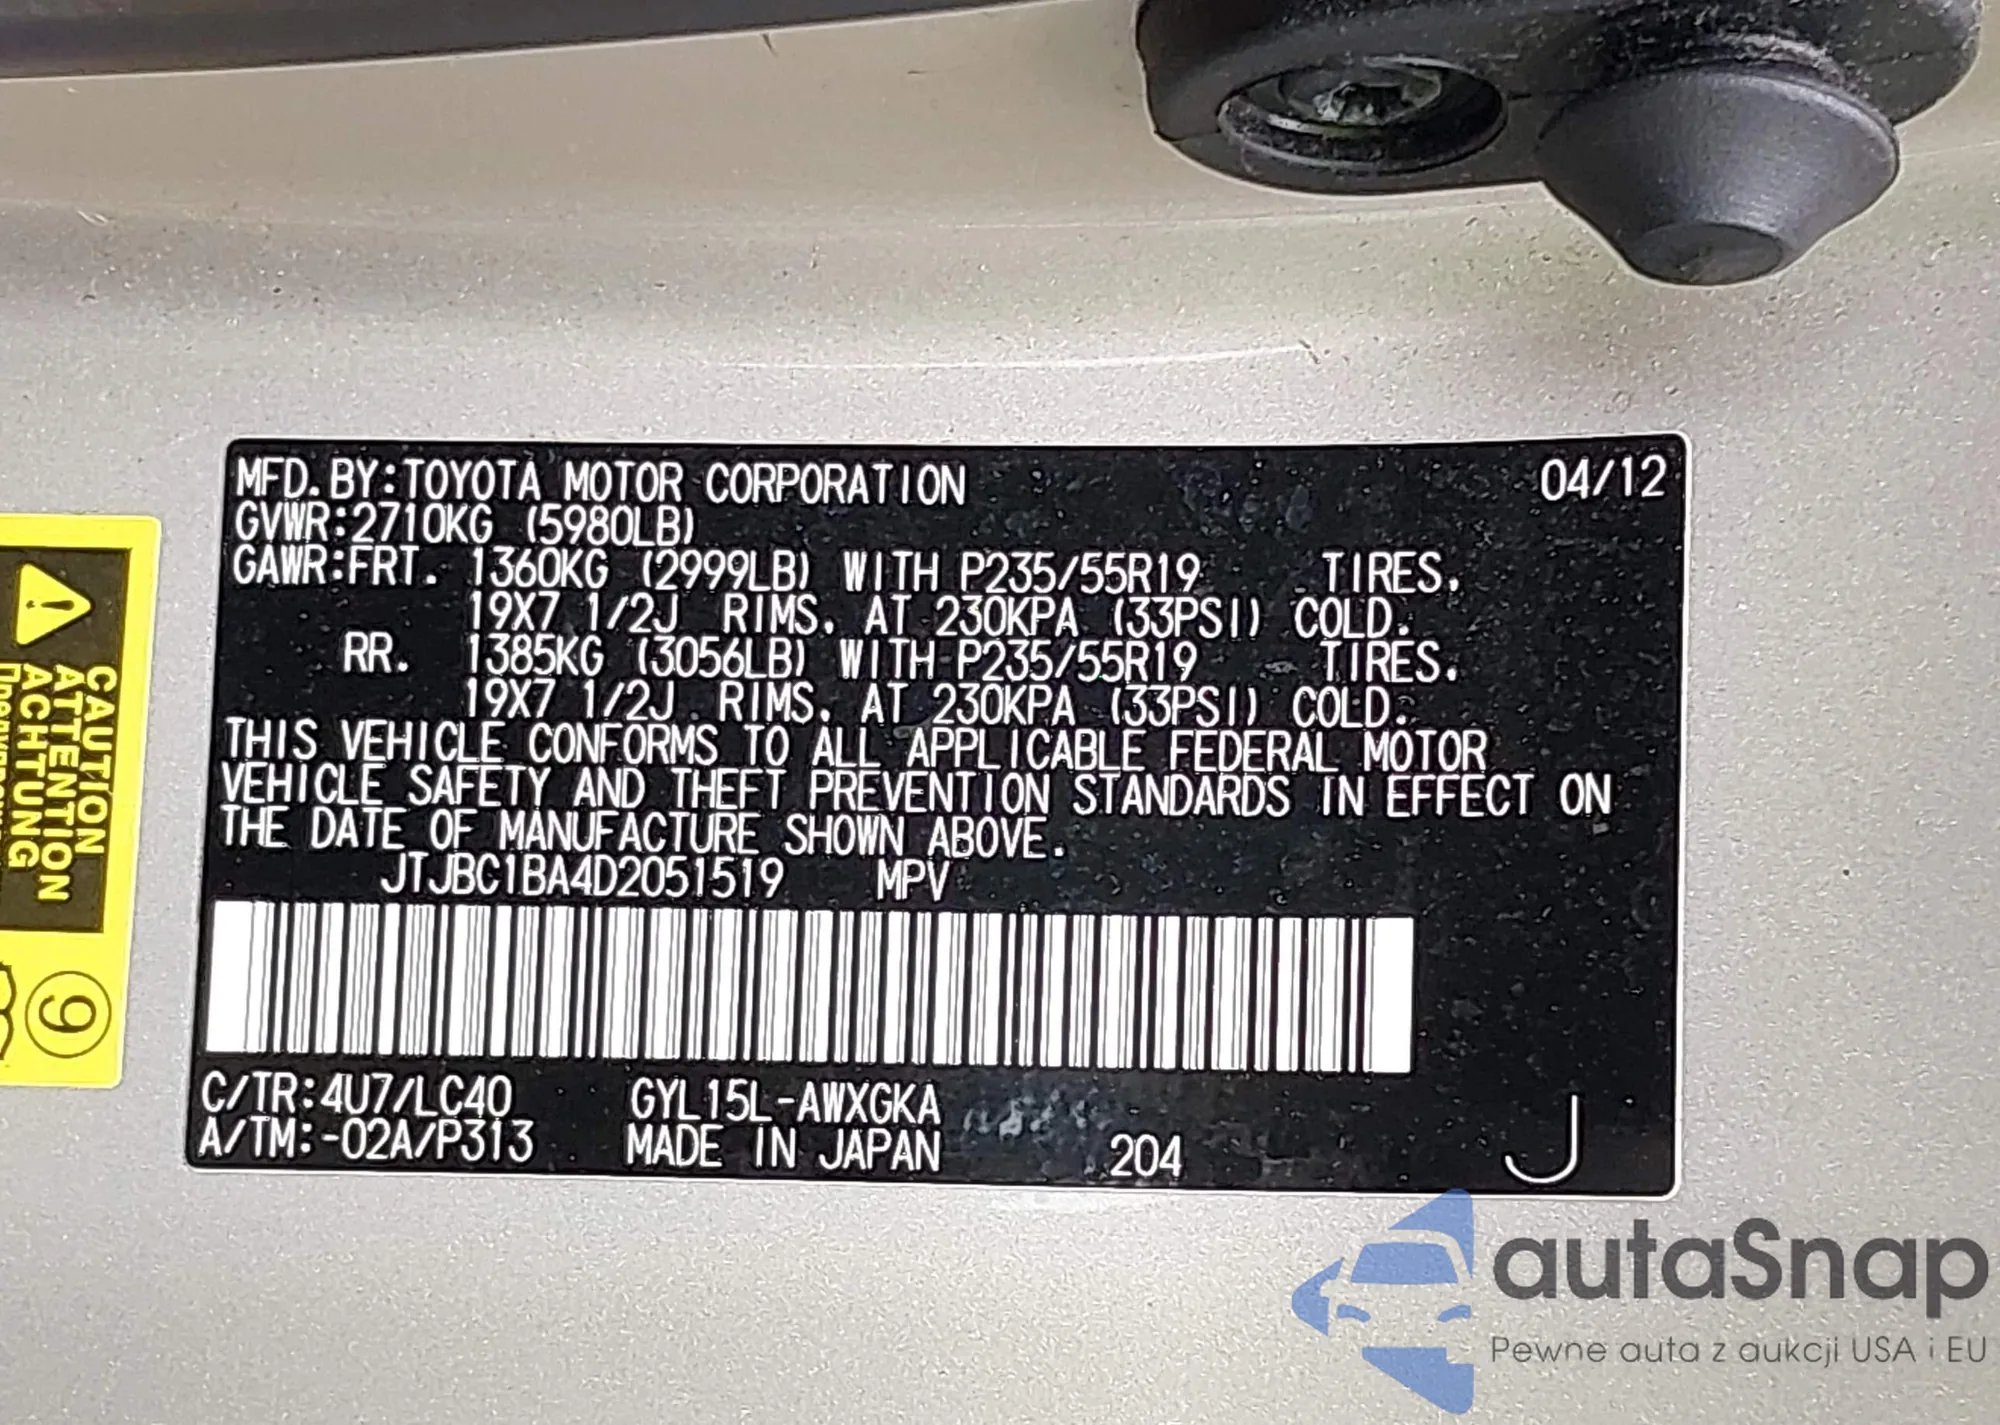 MFD.BY:TOYOTA MOTOR CORPORATION 04/12
GVWR:2710KG (5980LB)
GAWR:FRT. 1360KG (2999LB) WITH P235/55R19 TIRES,
19X7 1/2J RIMS, AT 230KPA (33PSI) COLD.
RR. 1385KG (3056LB) WITH P235/55R19 TIRES.
19X7 1/2J RIMS. AT 230KPA (33PSI) COLD.
THIS VEHICLE CONFORMS TO ALL APPLICABLE FEDERAL MOTOR
VEHICLE SAFETY AND THEFT PREVENTION STANDARDS IN EFFECT ON
THE DATE OF MANUFACTURE SHOWN ABOVE.
JTJBC1BA4D2051519 MPV
C/TR:4U7/LC40 GYL15L-AWXGKA
A/TM:-02A/P313 MADE IN JAPAN 204 J
CAUTION
ATTENTION
ACHTUNG
9
autaSnap
Pewne auta z aukcji USA i EU